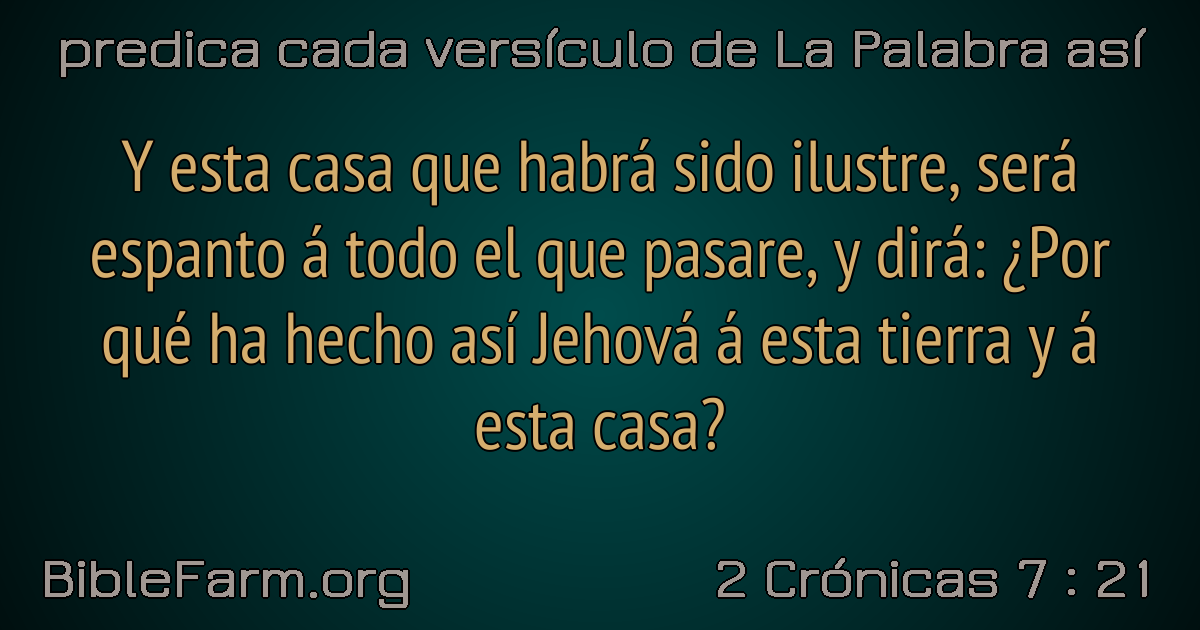 predica cada versículo de La Palabra así
Y esta casa que habrá sido ilustre, será
espanto á todo el que pasare, y dirá: ¿Por
qué ha hecho así Jehová á esta tierra y á
esta casa?
BibleFarm.org
2 Crónicas 7 : 21